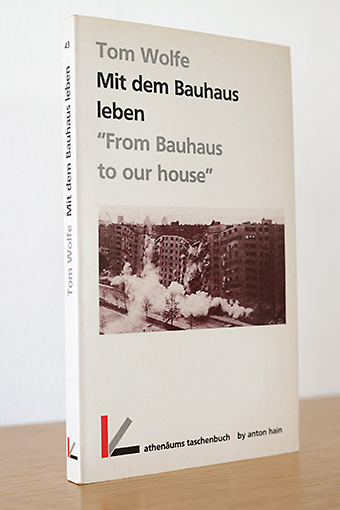 Tom Wolfe
Mit dem Bauhaus
leben
"From Bauhaus
to our house"
athenäums taschenbuch by anton hain
Tom Wolfe Mit dem Bauhaus leben